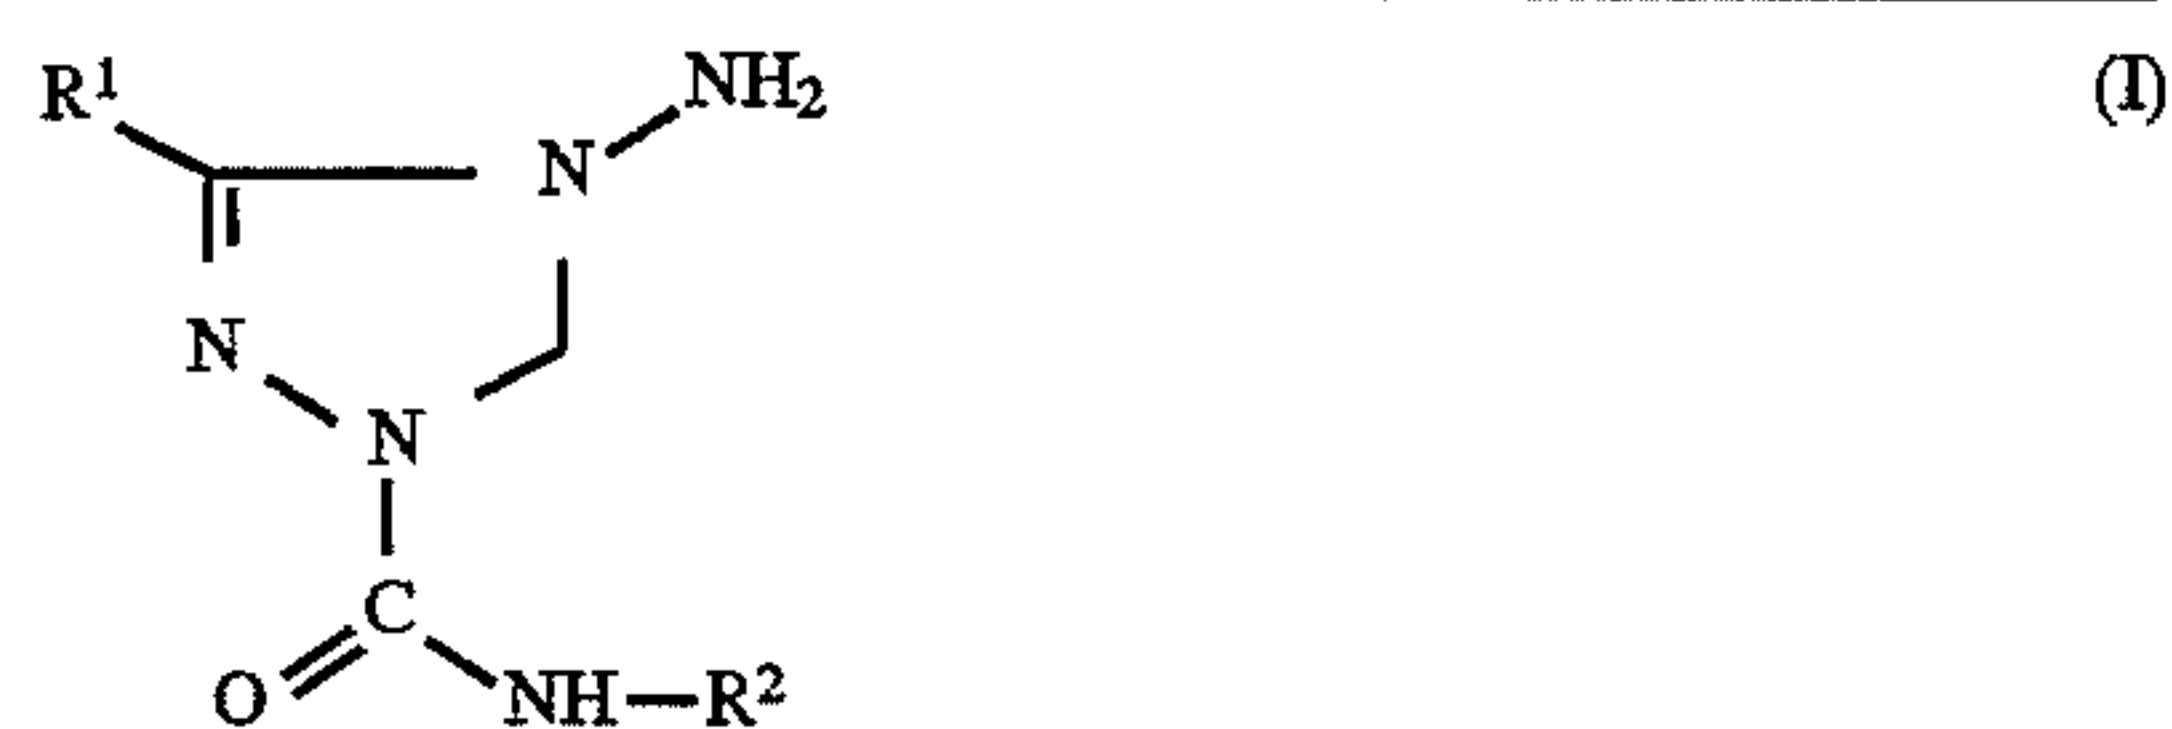 R¹ NH₂ (I)
N
N
N
C
O NH R²